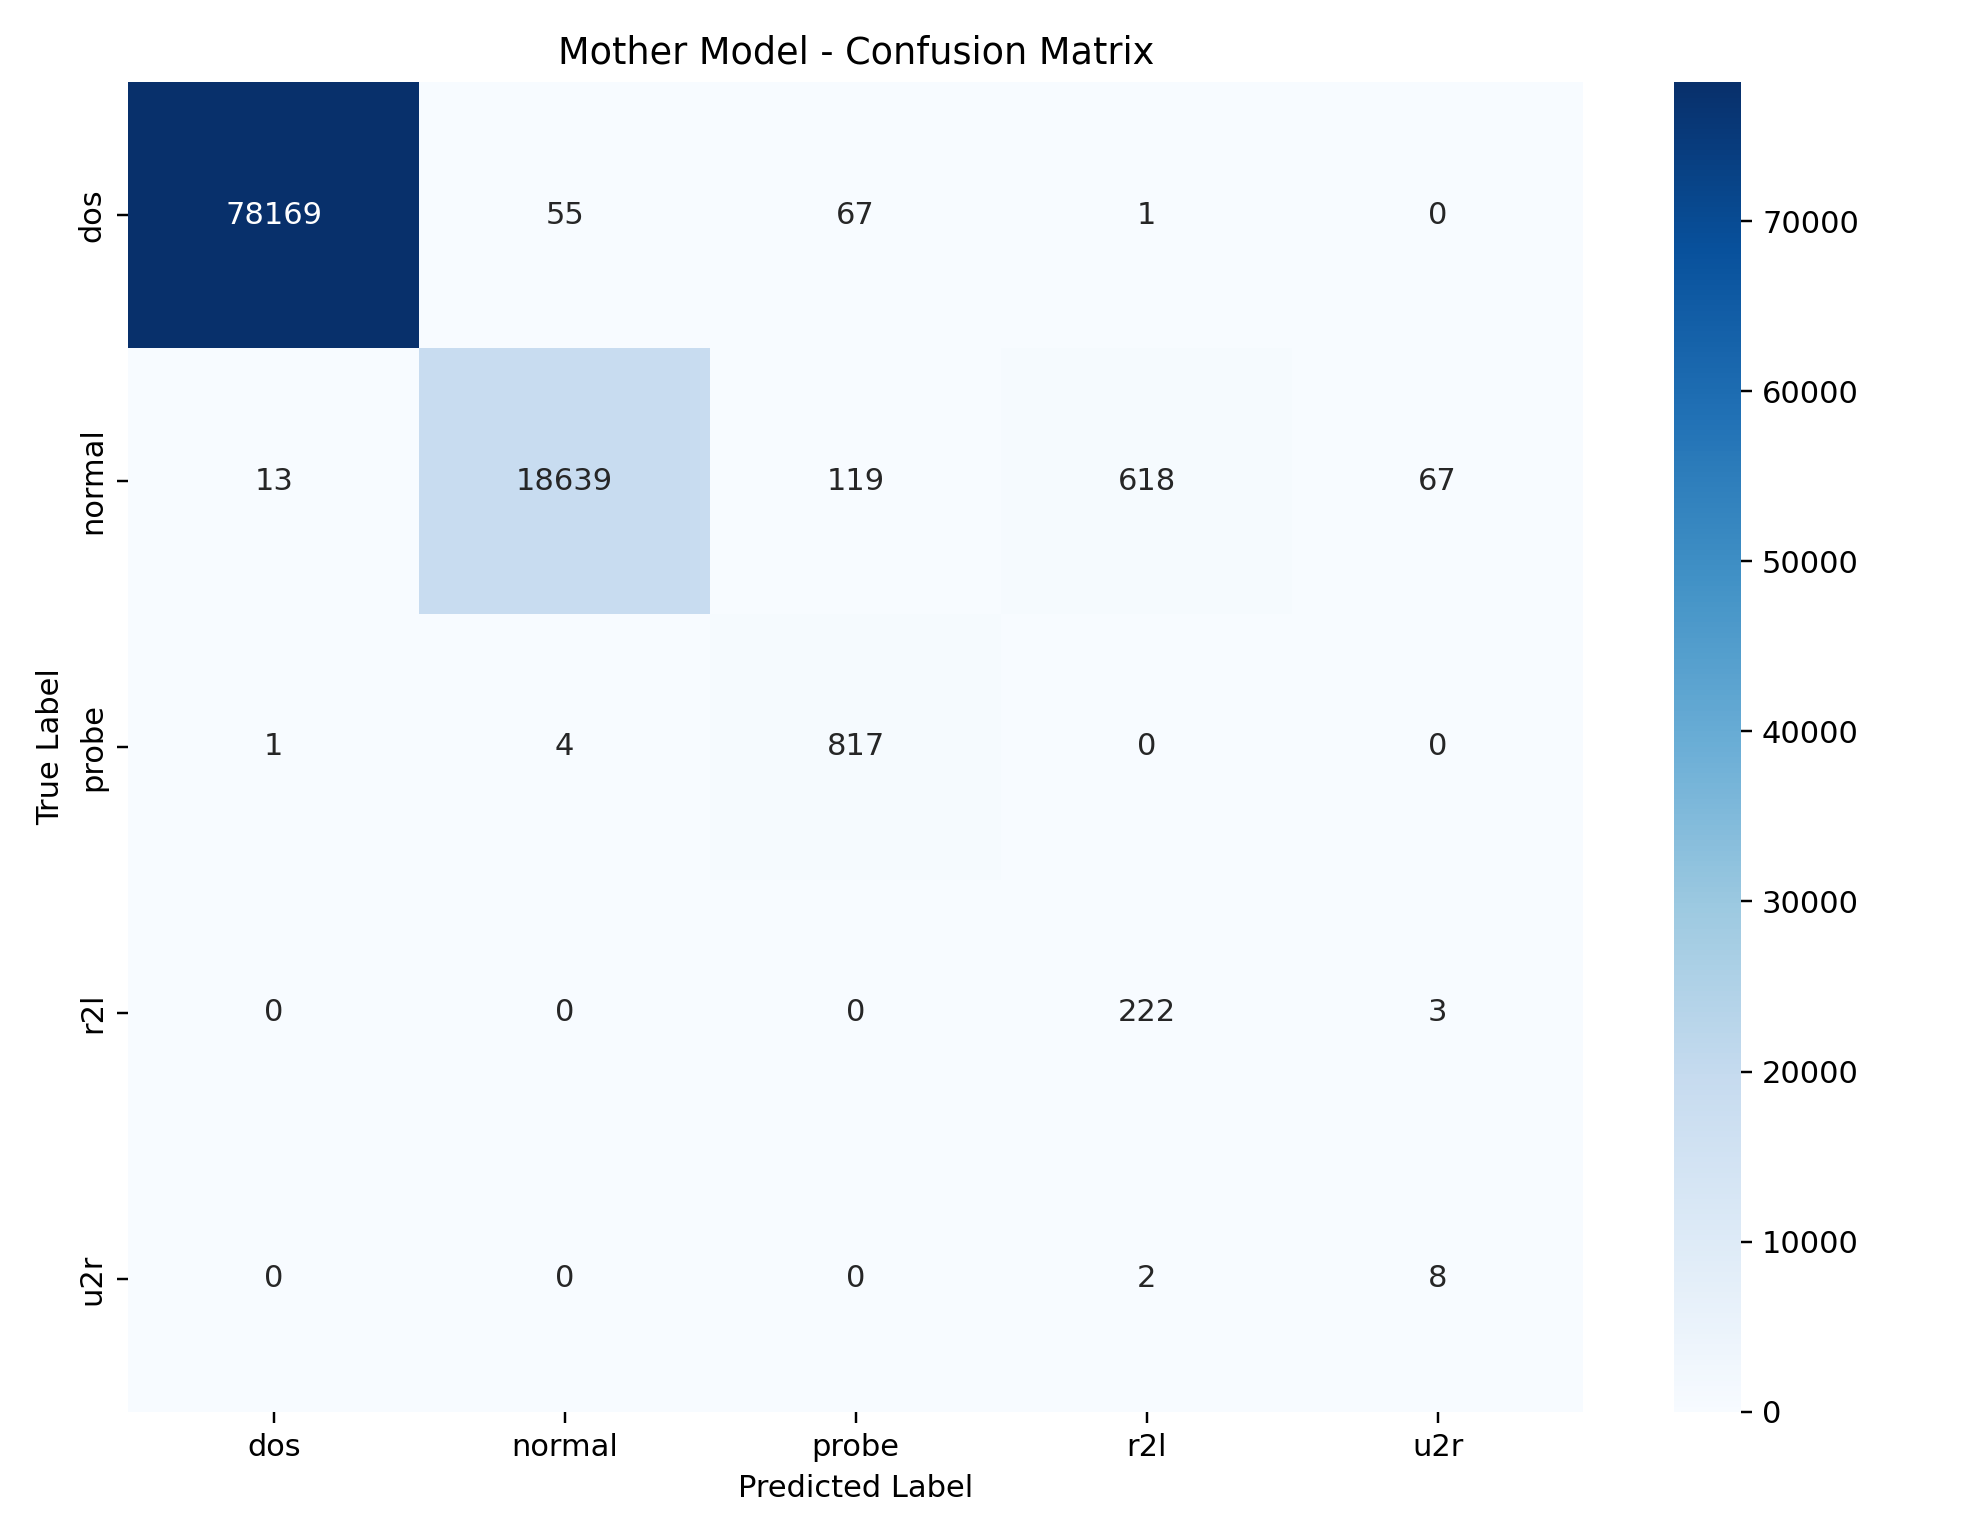 Mother Model - Confusion Matrix
True Label
dos
78169 55 67 1 0
normal
13 18639 119 618 67
probe
1 4 817 0 0
r2l
0 0 0 222 3
u2r
0 0 0 2 8
dos normal probe r2l u2r
Predicted Label
70000
60000
50000
40000
30000
20000
10000
0